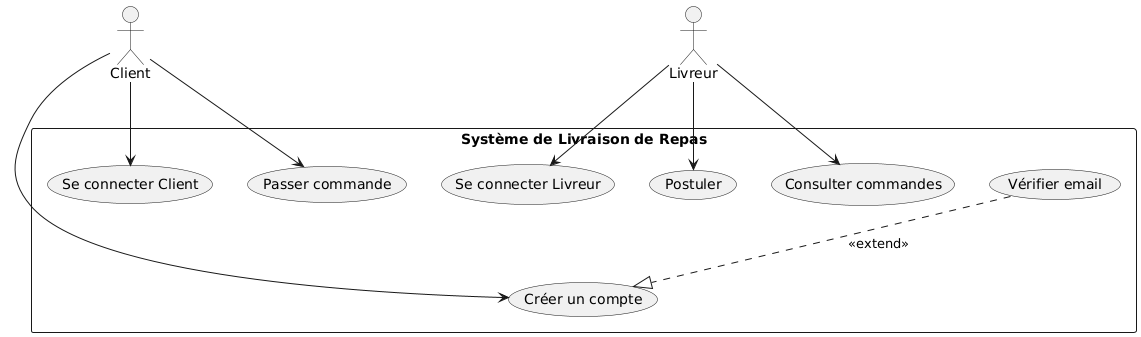 Client
Livreur
Système de Livraison de Repas
Se connecter Client
Passer commande
Se connecter Livreur
Postuler
Consulter commandes
Vérifier email
«extend»
Créer un compte